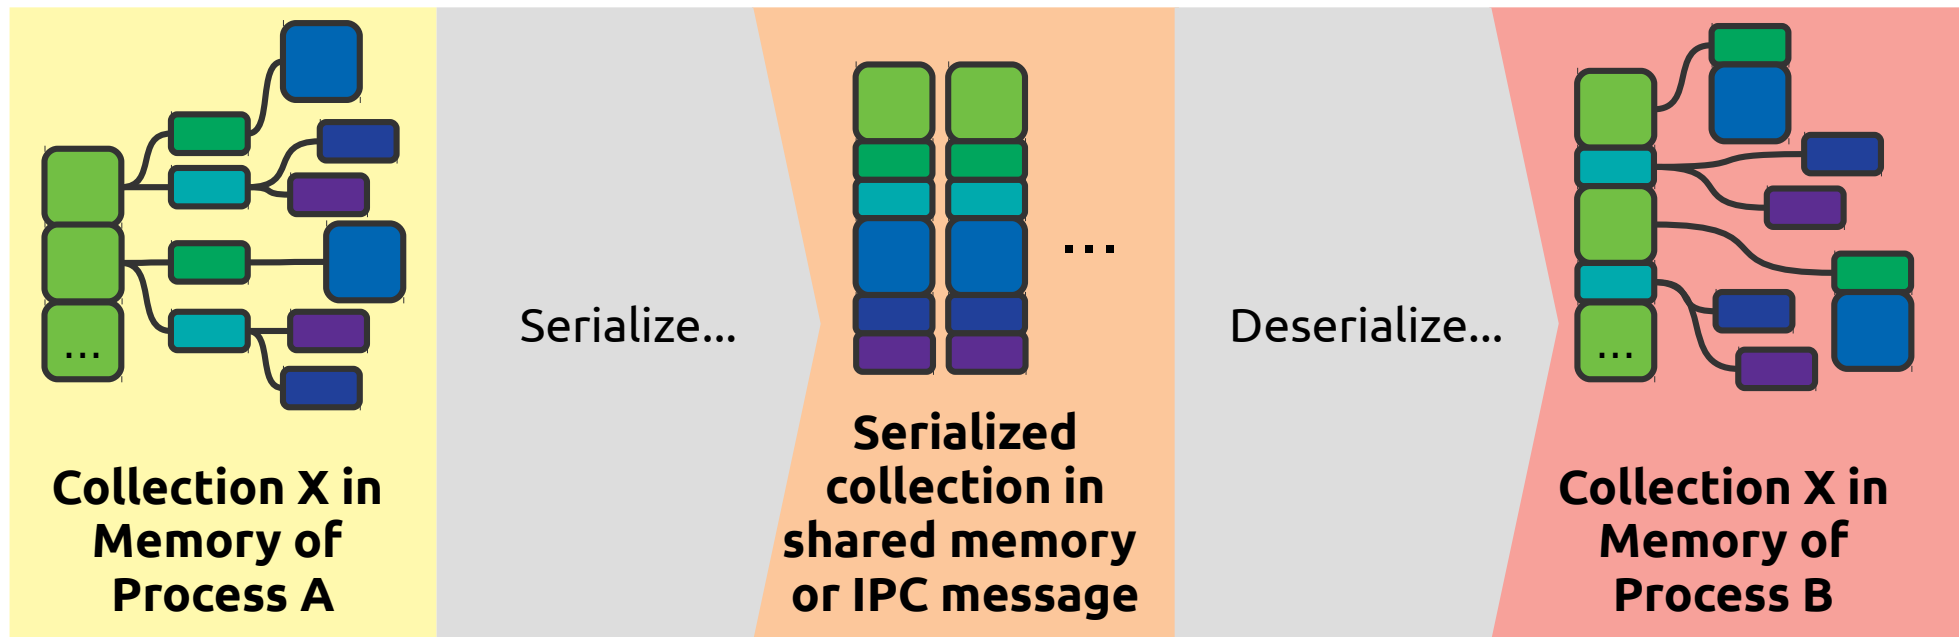 ...
Collection X in
Memory of
Process A
Serialize...
...
Serialized
collection in
shared memory
or IPC message
Deserialize...
...
Collection X in
Memory of
Process B